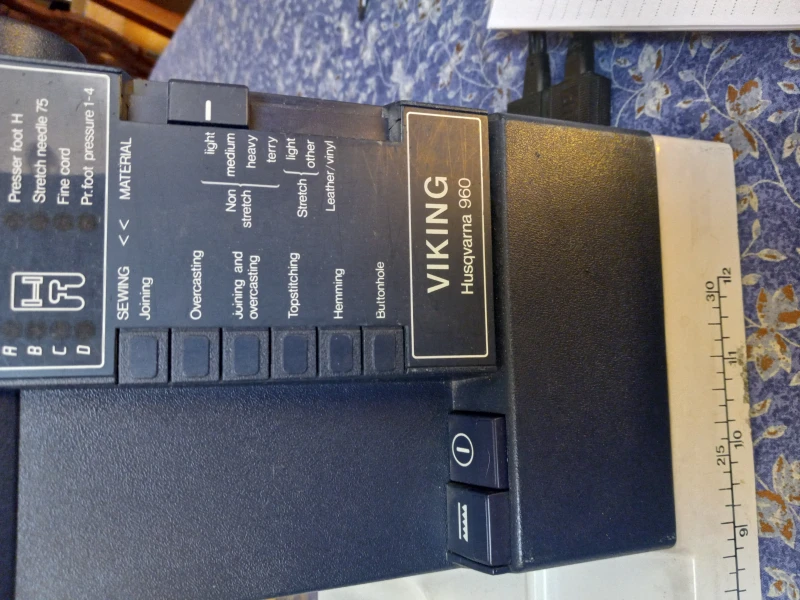 A Presser foot H
B Stretch needle 75
C Fine cord
D Pr.foot pressure 1-4
SEWING << MATERIAL
Joining
Overcasting
Joining and
overcasting
Topstitching
Hemming
Buttonhole
Non
stretch
light
medium
heavy
terry
Stretch
light
other
Leather/vinyl
VIKING
Husqvarna 960
25 30
9 10 11 12